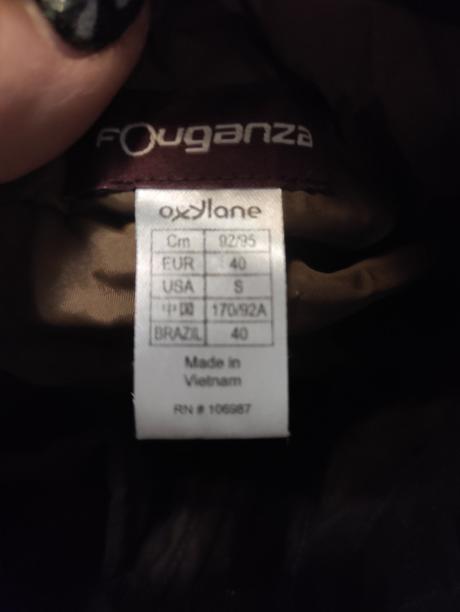 Fouganza
oxylane
Cm 92/95
EUR 40
USA S
中国 170/92A
BRAZIL 40
Made in
Vietnam
RN # 106987